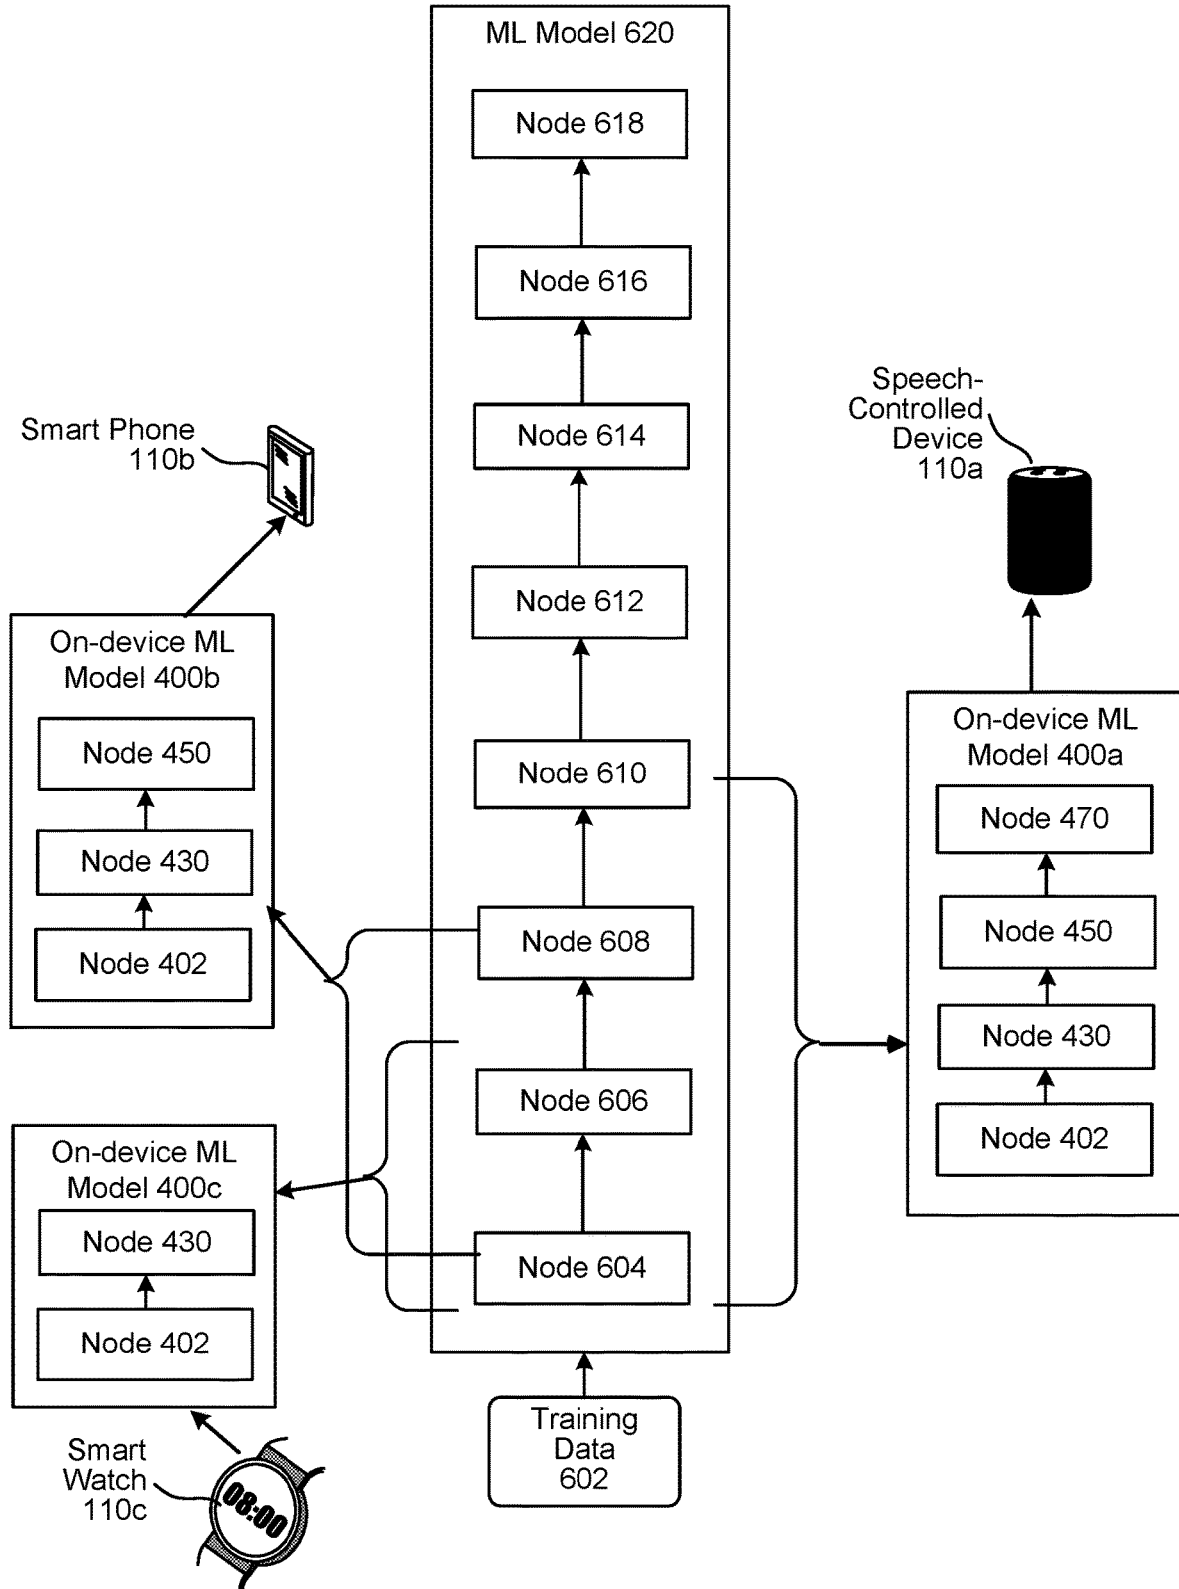 ML Model 620
Node 618
Node 616
Node 614
Node 612
Node 610
Node 608
Node 606
Node 604
Training
Data
602
Smart Phone
110b
On-device ML
Model 400b
Node 450
Node 430
Node 402
On-device ML
Model 400c
Node 430
Node 402
Smart
Watch
110c
08:00
Speech-
Controlled
Device
110a
On-device ML
Model 400a
Node 470
Node 450
Node 430
Node 402